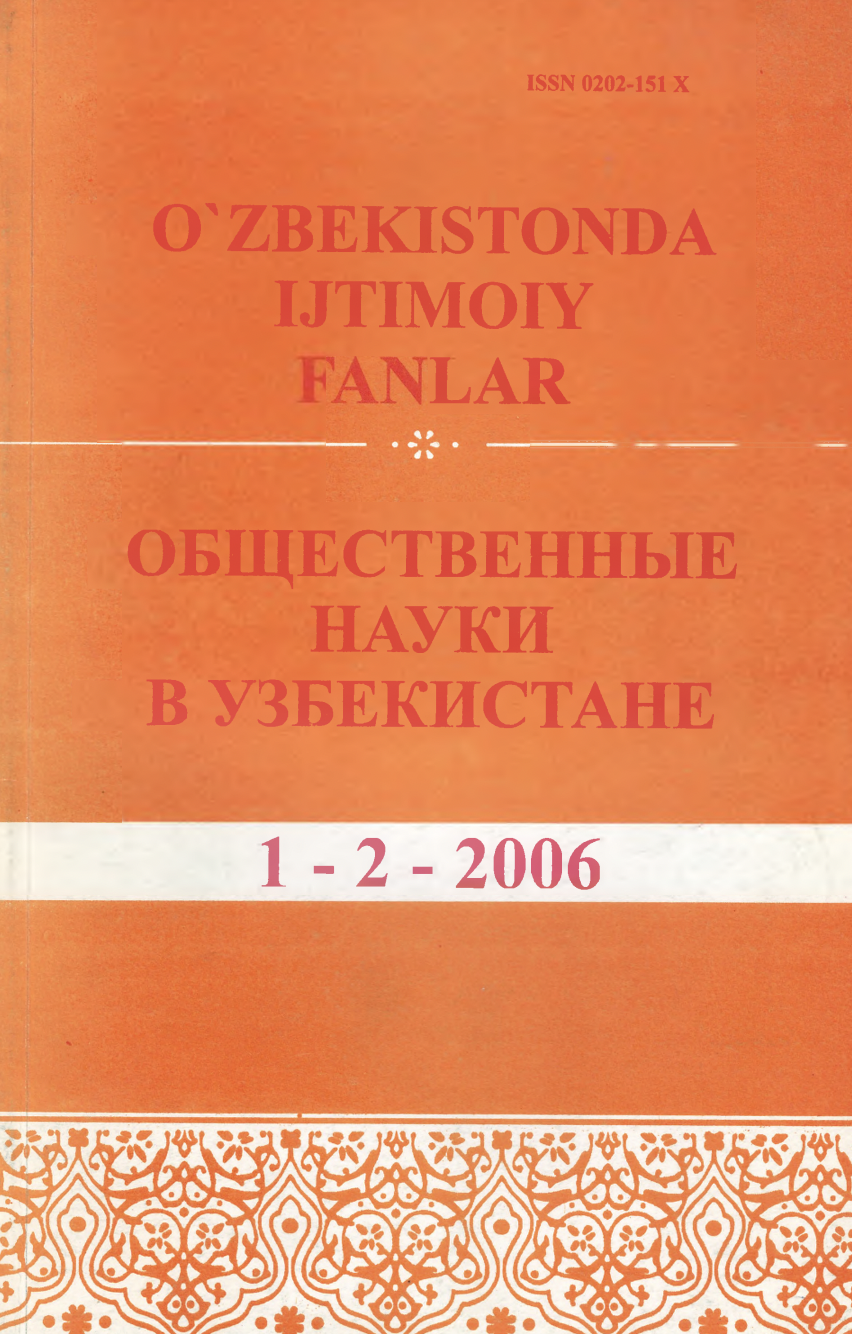 ISSN 0202-151 X
O`ZBEKISTONDA
IJTIMOIY
FANLAR
ОБЩЕСТВЕННЫЕ
НАУКИ
В УЗБЕКИСТАНЕ
1 - 2 - 2006